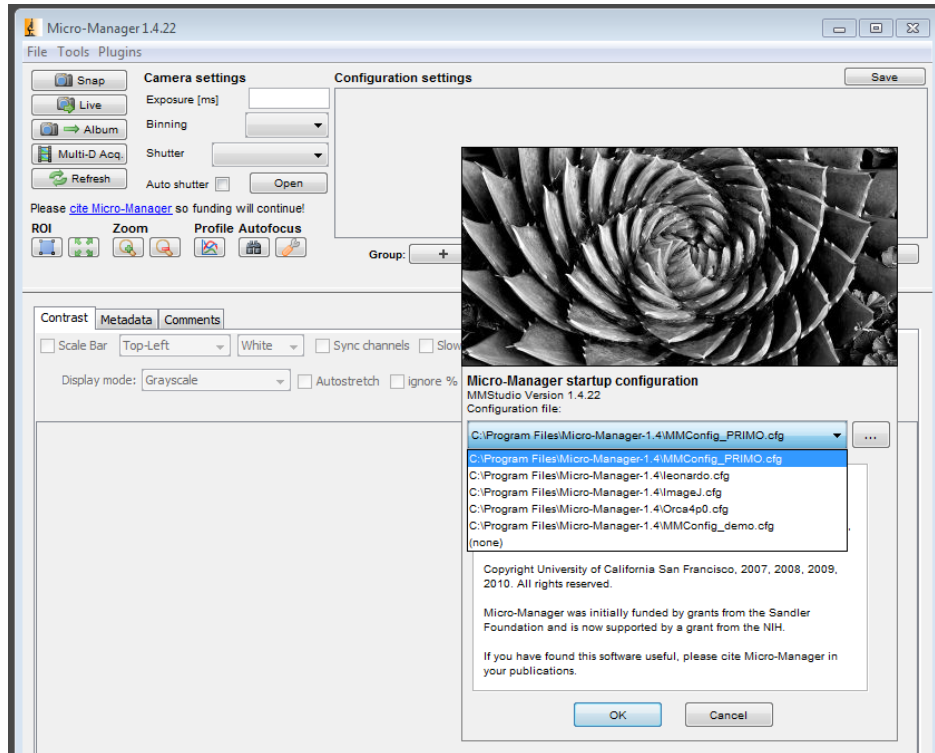 Micro-Manager 1.4.22
File Tools Plugins
Snap
Camera settings
Configuration settings
Save
Live
Exposure [ms]
Album
Binning
Multi-D Acq.
Shutter
Refresh
Auto shutter
Open
Please cite Micro-Manager so funding will continue!
ROI Zoom Profile Autofocus
Group: +
Contrast Metadata Comments
Scale Bar Top-Left White Sync channels Slow
Display mode: Grayscale Autostretch ignore %
Micro-Manager startup configuration
MMStudio Version 1.4.22
Configuration file:
C:\Program Files\Micro-Manager-1.4\MMConfig_PRIMO.cfg ...
C:\Program Files\Micro-Manager-1.4\MMConfig_PRIMO.cfg
C:\Program Files\Micro-Manager-1.4\leonardo.cfg
C:\Program Files\Micro-Manager-1.4\ImageJ.cfg
C:\Program Files\Micro-Manager-1.4\Orca4p0.cfg
C:\Program Files\Micro-Manager-1.4\MMConfig_demo.cfg
(none)
Copyright University of California San Francisco, 2007, 2008, 2009,
2010. All rights reserved.
Micro-Manager was initially funded by grants from the Sandler
Foundation and is now supported by a grant from the NIH.
If you have found this software useful, please cite Micro-Manager in
your publications.
OK Cancel